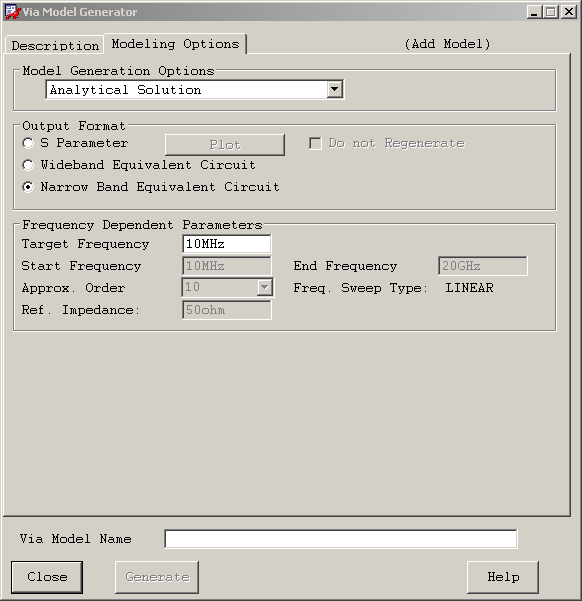 Via Model Generator
Description Modeling Options (Add Model)
Model Generation Options
Analytical Solution
Output Format
S Parameter Plot Do not Regenerate
Wideband Equivalent Circuit
Narrow Band Equivalent Circuit
Frequency Dependent Parameters
Target Frequency 10MHz
Start Frequency 10MHz End Frequency 20GHz
Approx. Order 10 Freq. Sweep Type: LINEAR
Ref. Impedance: 50ohm
Via Model Name
Close Generate Help